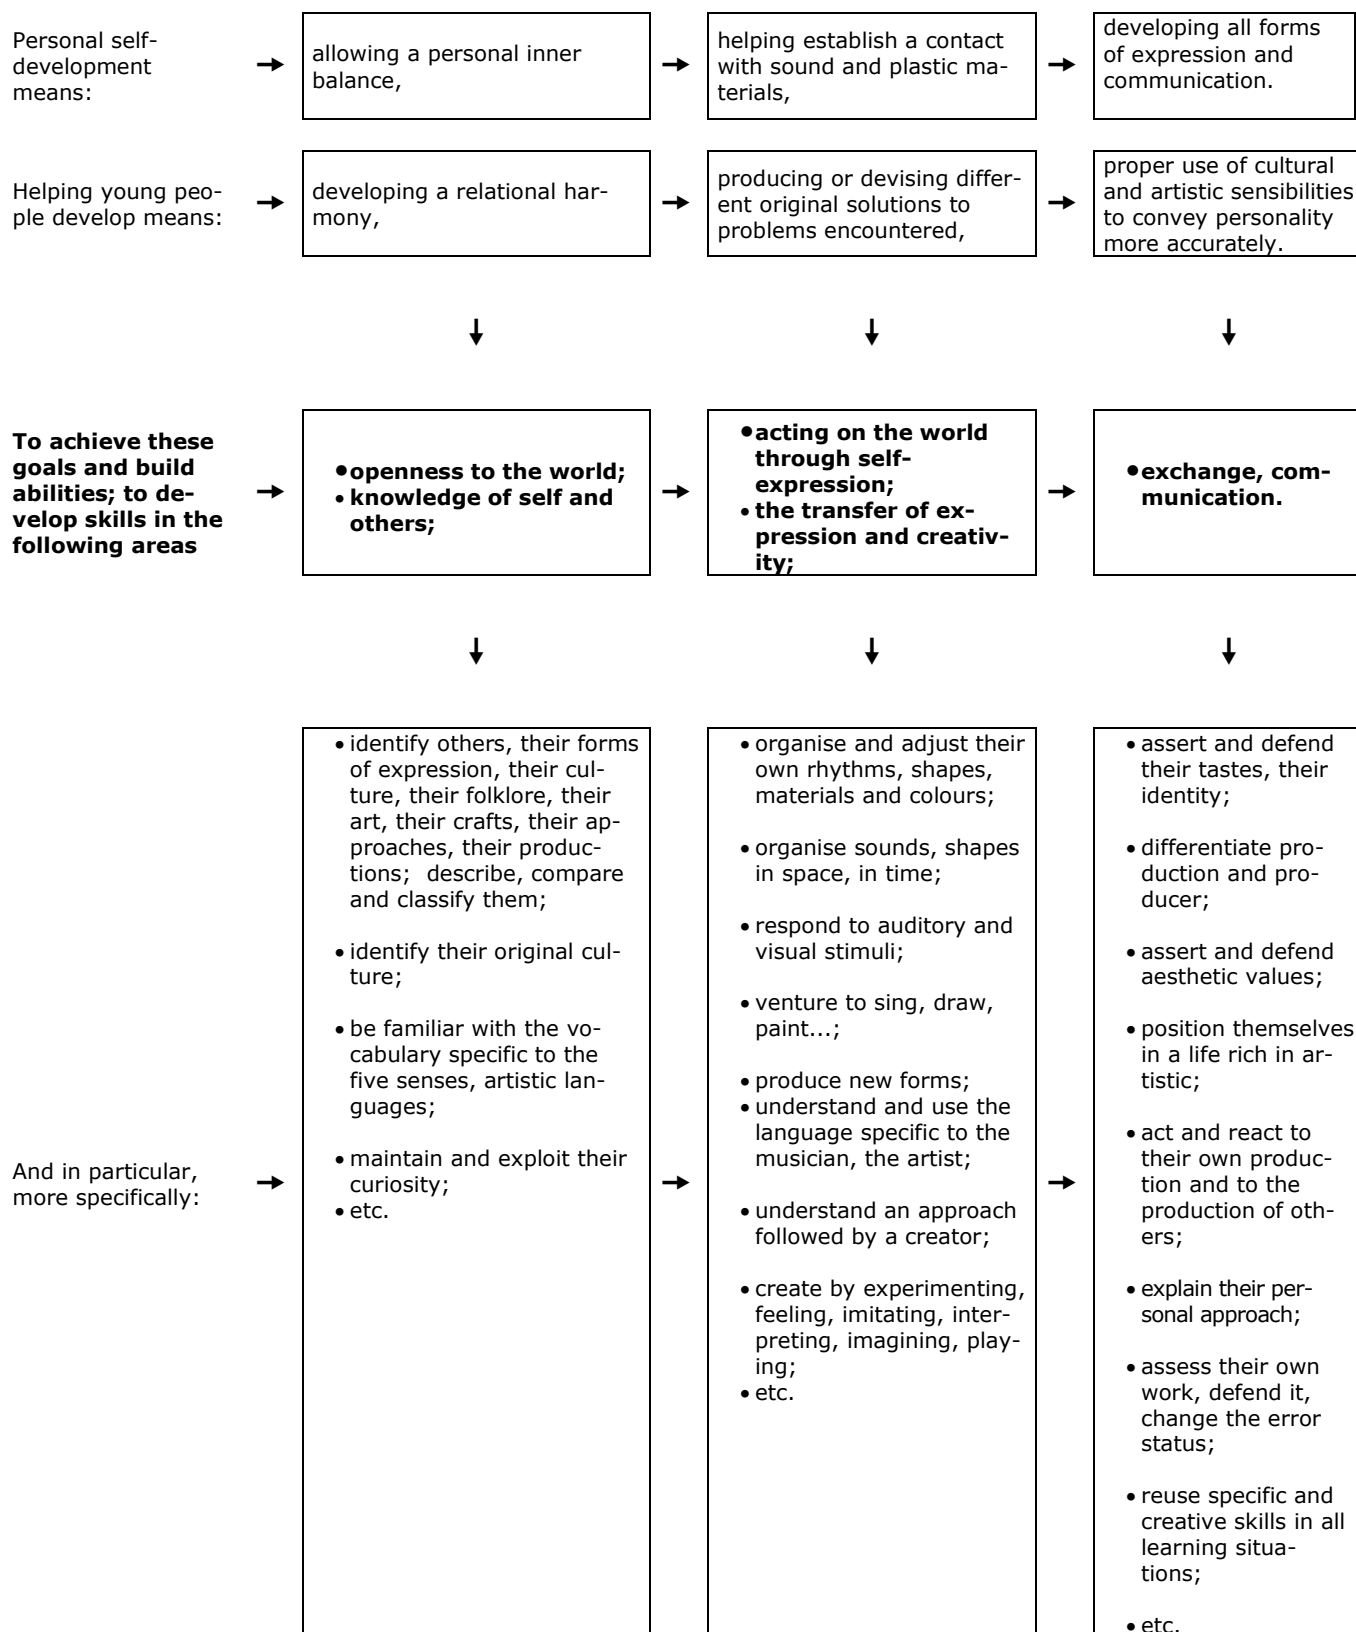 Personal self-
development
means:
→
allowing a personal inner
balance,
→
helping establish a contact
with sound and plastic ma-
terials,
→
developing all forms
of expression and
communication.
Helping young peo-
ple develop means:
→
developing a relational har-
mony,
→
producing or devising differ-
ent original solutions to
problems encountered,
→
proper use of cultural
and artistic sensibilities
to convey personality
more accurately.
↓
↓
↓
To achieve these
goals and build
abilities; to de-
velop skills in the
following areas
→
• openness to the world;
• knowledge of self and
others;
→
• acting on the world
through self-
expression;
• the transfer of ex-
pression and creativ-
ity;
→
• exchange, com-
munication.
↓
↓
↓
And in particular,
more specifically:
→
• identify others, their forms
of expression, their cul-
ture, their folklore, their
art, their crafts, their ap-
proaches, their produc-
tions;  describe, compare
and classify them;
• identify their original cul-
ture;
• be familiar with the vo-
cabulary specific to the
five senses, artistic lan-
guages;
• maintain and exploit their
curiosity;
• etc.
→
• organise and adjust their
own rhythms, shapes,
materials and colours;
• organise sounds, shapes
in space, in time;
• respond to auditory and
visual stimuli;
• venture to sing, draw,
paint...;
• produce new forms;
• understand and use the
language specific to the
musician, the artist;
• understand an approach
followed by a creator;
• create by experimenting,
feeling, imitating, inter-
preting, imagining, play-
ing;
• etc.
→
• assert and defend
their tastes, their
identity;
• differentiate pro-
duction and pro-
ducer;
• assert and defend
aesthetic values;
• position themselves
in a life rich in ar-
tistic;
• act and react to
their own produc-
tion and to the
production of oth-
ers;
• explain their per-
sonal approach;
• assess their own
work, defend it,
change the error
status;
• reuse specific and
creative skills in all
learning situa-
tions;
• etc.